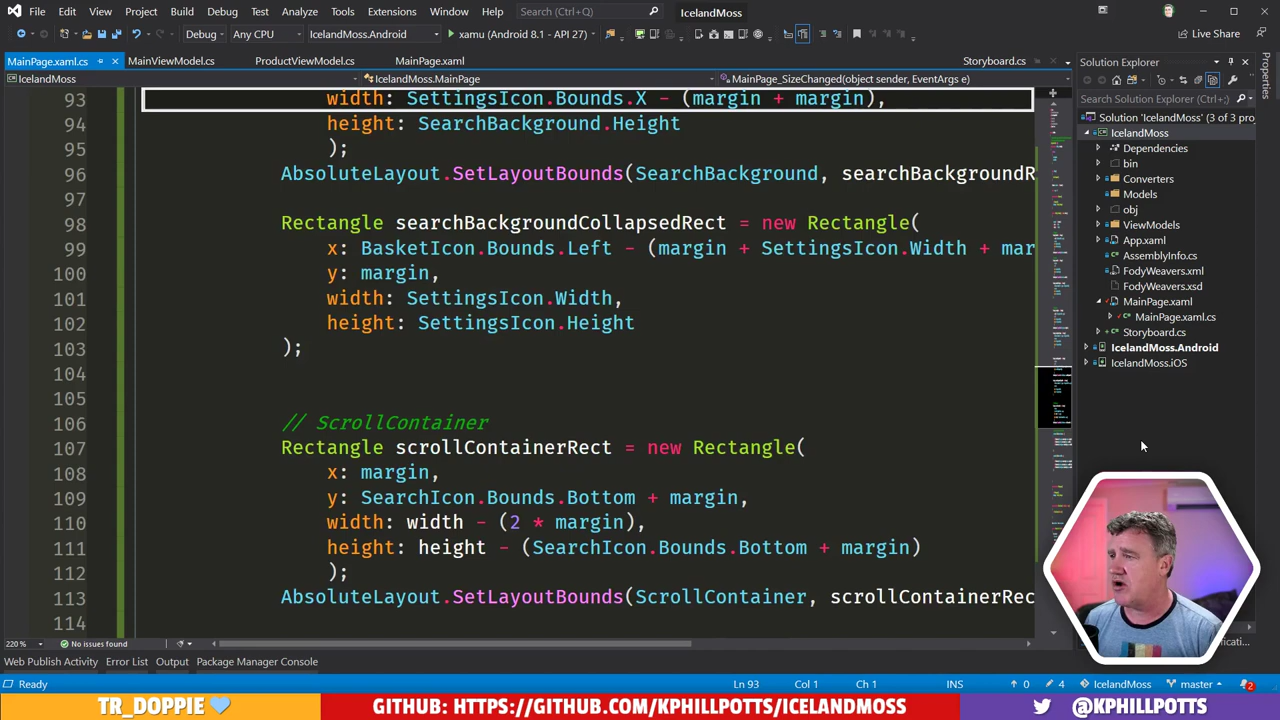 File Edit View Git Project Build Debug Test Analyze Tools Extensions Window Help Search (Ctrl+Q) IcelandMoss
Debug Any CPU IcelandMoss.Android xamu (Android 8.1 - API 27) Live Share
MainPage.xaml.cs MainViewModel.cs ProductViewModel.cs MainPage.xaml Storyboard.cs
IcelandMoss IcelandMoss.MainPage MainPage_SizeChanged(object sender, EventArgs e)
93 width: SettingsIcon.Bounds.X - (margin + margin),
94 height: SearchBackground.Height
95 );
96 AbsoluteLayout.SetLayoutBounds(SearchBackground, searchBackgroundR
97
98 Rectangle searchBackgroundCollapsedRect = new Rectangle(
99 x: BasketIcon.Bounds.Left - (margin + SettingsIcon.Width + mar
100 y: margin,
101 width: SettingsIcon.Width,
102 height: SettingsIcon.Height
103 );
104
105
106 // ScrollContainer
107 Rectangle scrollContainerRect = new Rectangle(
108 x: margin,
109 y: SearchIcon.Bounds.Bottom + margin,
110 width: width - (2 * margin),
111 height: height - (SearchIcon.Bounds.Bottom + margin)
112 );
113 AbsoluteLayout.SetLayoutBounds(ScrollContainer, scrollContainerRec
114
Solution Explorer
Search Solution Explorer (Ctrl+;)
Solution 'IcelandMoss' (3 of 3 pro
IcelandMoss
Dependencies
bin
Converters
Models
obj
ViewModels
App.xaml
AssemblyInfo.cs
FodyWeavers.xml
FodyWeavers.xsd
MainPage.xaml
MainPage.xaml.cs
Storyboard.cs
IcelandMoss.Android
IcelandMoss.iOS
Properties
220 % No issues found
Web Publish Activity Error List Output Package Manager Console
Ready Ln 93 Col 1 Ch 1 INS 0 4 IcelandMoss master 2
TR_DOPPIE GITHUB: HTTPS://GITHUB.COM/KPHILLPOTTS/ICELANDMOSS @KPHILLPOTTS